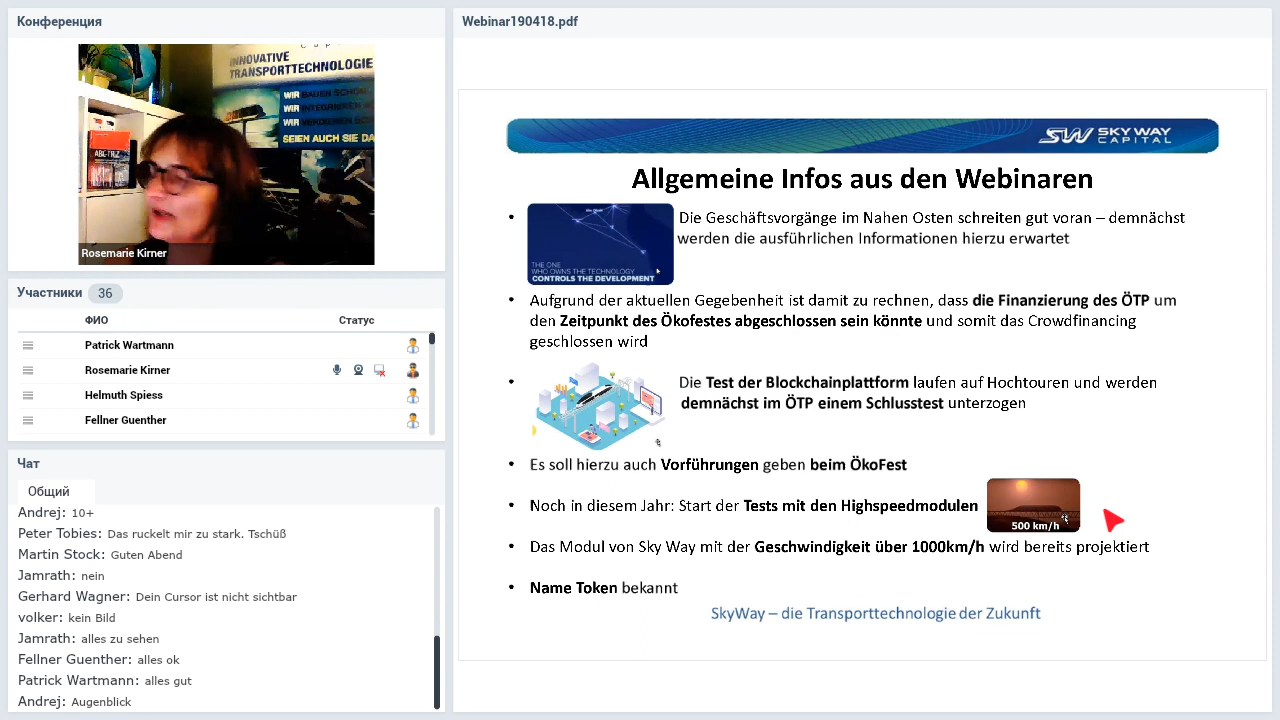 Конференция
INNOVATIVE
TRANSPORTTECHNOLOGIE
WIR BAUEN SCHON
WIR
WIR
SEIEN AUCH SIE DA
ABC-TRIZ
Rosemarie Kirner
Участники 36
ФИО Статус
Patrick Wartmann
Rosemarie Kirner
Helmuth Spiess
Fellner Guenther
Чат
Общий
Andrej: 10+
Peter Tobies: Das ruckelt mir zu stark. Tschüß
Martin Stock: Guten Abend
Jamrath: nein
Gerhard Wagner: Dein Cursor ist nicht sichtbar
volker: kein Bild
Jamrath: alles zu sehen
Fellner Guenther: alles ok
Patrick Wartmann: alles gut
Andrej: Augenblick
Webinar190418.pdf
SW SKY WAY
CAPITAL
Allgemeine Infos aus den Webinaren
• Die Geschäftsvorgänge im Nahen Osten schreiten gut voran – demnächst
werden die ausführlichen Informationen hierzu erwartet
THE ONE
WHO OWNS THE TECHNOLOGY
CONTROLS THE DEVELOPMENT
• Aufgrund der aktuellen Gegebenheit ist damit zu rechnen, dass die Finanzierung des ÖTP um
den Zeitpunkt des Ökofestes abgeschlossen sein könnte und somit das Crowdfinancing
geschlossen wird
• Die Test der Blockchainplattform laufen auf Hochtouren und werden
demnächst im ÖTP einem Schlusstest unterzogen
• Es soll hierzu auch Vorführungen geben beim ÖkoFest
• Noch in diesem Jahr: Start der Tests mit den Highspeedmodulen
500 km/h
• Das Modul von Sky Way mit der Geschwindigkeit über 1000km/h wird bereits projektiert
• Name Token bekannt
SkyWay – die Transporttechnologie der Zukunft